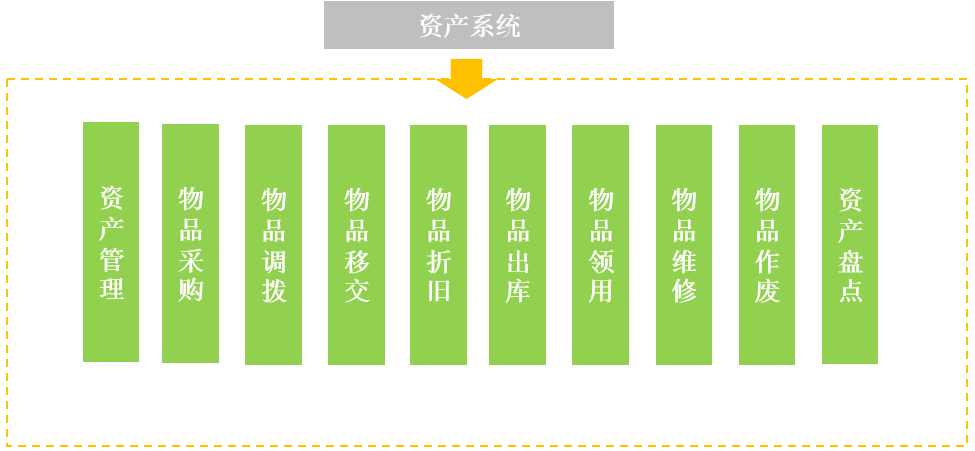 资产系统
资产管理
物品采购
物品调拨
物品移交
物品折旧
物品出库
物品领用
物品维修
物品作废
资产盘点